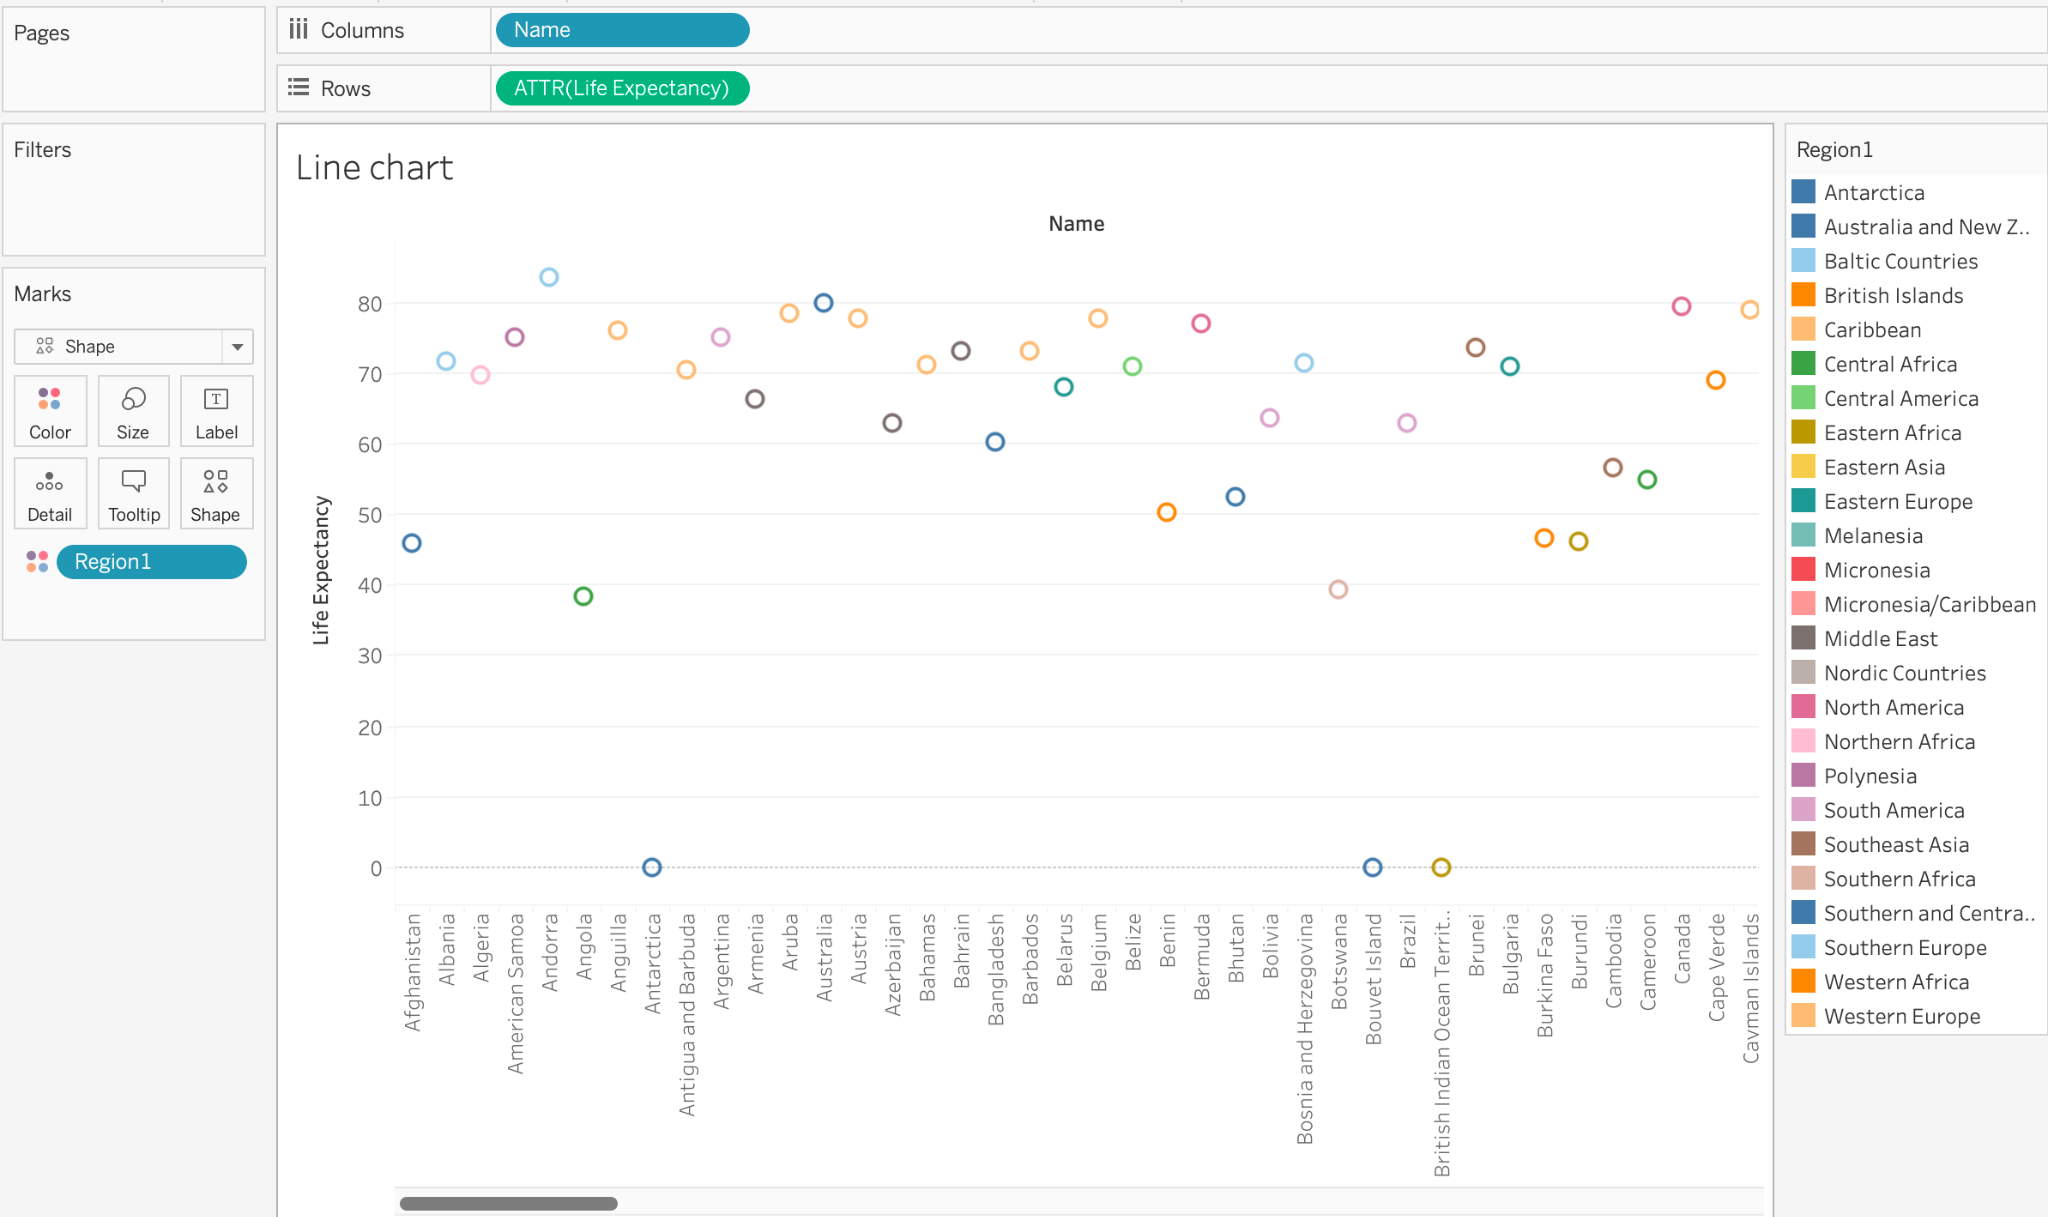 Pages
Columns
Name
Rows
ATTR(Life Expectancy)
Filters
Marks
Shape
Color
Size
Label
Detail
Tooltip
Shape
Region1
Line chart
Name
Life Expectancy
80
70
60
50
40
30
20
10
0
Afghanistan
Albania
Algeria
American Samoa
Andorra
Angola
Anguilla
Antarctica
Antigua and Barbuda
Argentina
Armenia
Aruba
Australia
Austria
Azerbaijan
Bahamas
Bahrain
Bangladesh
Barbados
Belarus
Belgium
Belize
Benin
Bermuda
Bhutan
Bolivia
Bosnia and Herzegovina
Botswana
Bouvet Island
Brazil
British Indian Ocean Territ..
Brunei
Bulgaria
Burkina Faso
Burundi
Cambodia
Cameroon
Canada
Cape Verde
Cayman Islands
Region1
Antarctica
Australia and New Z..
Baltic Countries
British Islands
Caribbean
Central Africa
Central America
Eastern Africa
Eastern Asia
Eastern Europe
Melanesia
Micronesia
Micronesia/Caribbean
Middle East
Nordic Countries
North America
Northern Africa
Polynesia
South America
Southeast Asia
Southern Africa
Southern and Centra..
Southern Europe
Western Africa
Western Europe